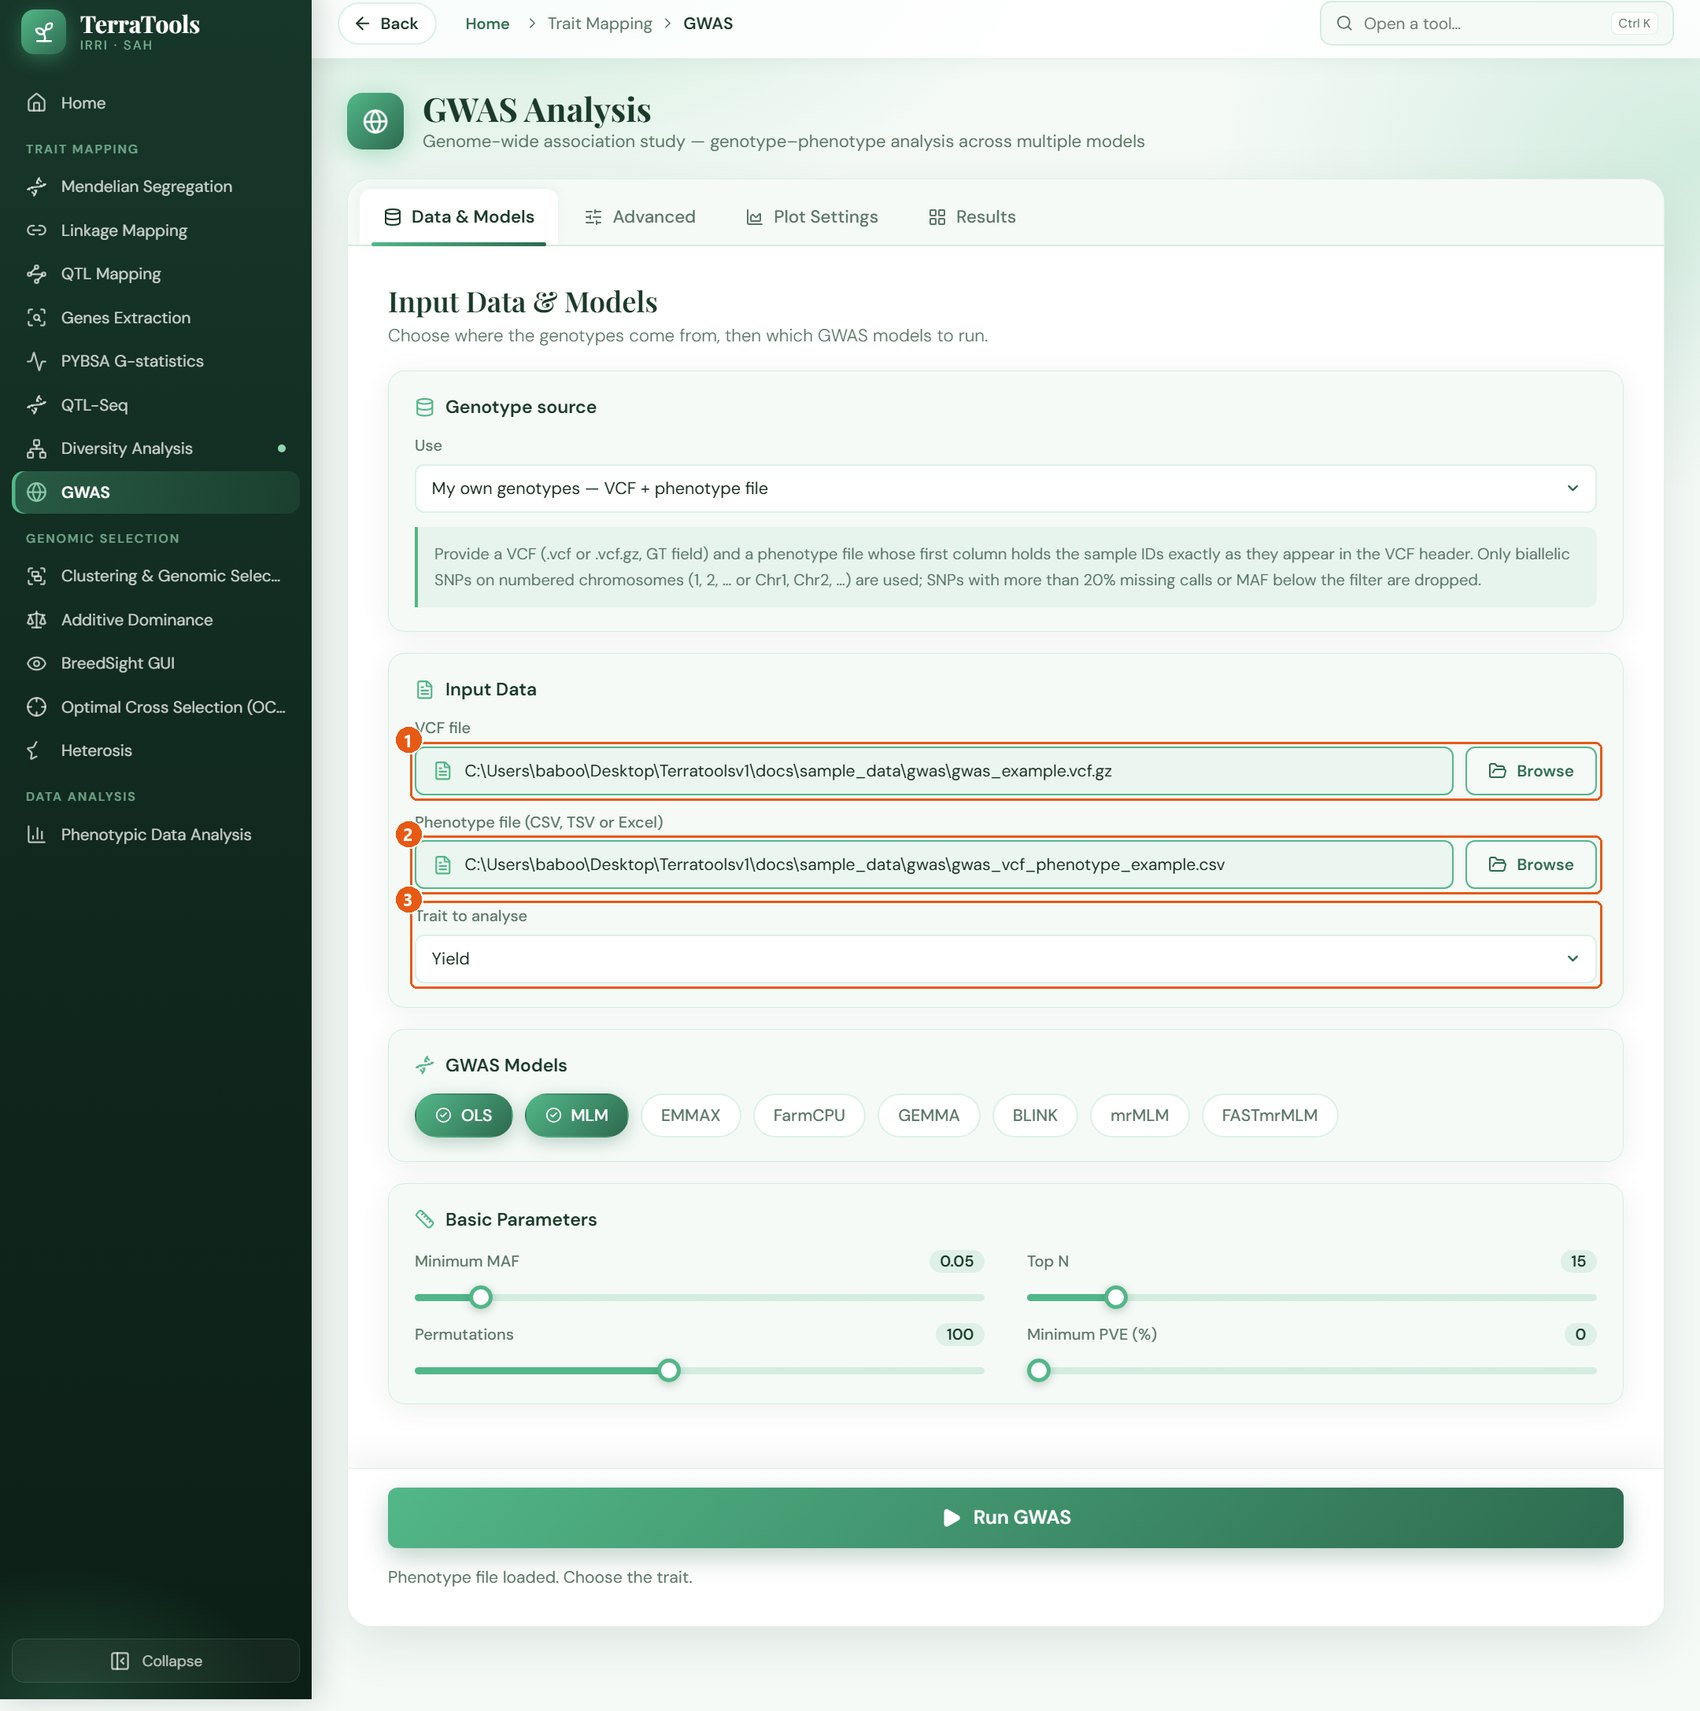 TerraTools
IRRI · SAH
Home
TRAIT MAPPING
Mendelian Segregation
Linkage Mapping
QTL Mapping
Genes Extraction
PYBSA G-statistics
QTL-Seq
Diversity Analysis
GWAS
GENOMIC SELECTION
Clustering & Genomic Selec...
Additive Dominance
BreedSight GUI
Optimal Cross Selection (OC...
Heterosis
DATA ANALYSIS
Phenotypic Data Analysis
Collapse
Back
Home > Trait Mapping > GWAS
Open a tool...
Ctrl K
GWAS Analysis
Genome-wide association study — genotype–phenotype analysis across multiple models
Data & Models
Advanced
Plot Settings
Results
Input Data & Models
Choose where the genotypes come from, then which GWAS models to run.
Genotype source
Use
My own genotypes — VCF + phenotype file
Provide a VCF (.vcf or .vcf.gz, GT field) and a phenotype file whose first column holds the sample IDs exactly as they appear in the VCF header. Only biallelic
SNPs on numbered chromosomes (1, 2, ... or Chr1, Chr2, ...) are used; SNPs with more than 20% missing calls or MAF below the filter are dropped.
Input Data
VCF file
1
C:\Users\baboo\Desktop\Terratoolsv1\docs\sample_data\gwas\gwas_example.vcf.gz
Browse
Phenotype file (CSV, TSV or Excel)
2
C:\Users\baboo\Desktop\Terratoolsv1\docs\sample_data\gwas\gwas_vcf_phenotype_example.csv
Browse
3
Trait to analyse
Yield
GWAS Models
OLS
MLM
EMMAX
FarmCPU
GEMMA
BLINK
mrMLM
FASTmrMLM
Basic Parameters
Minimum MAF
0.05
Top N
15
Permutations
100
Minimum PVE (%)
0
Run GWAS
Phenotype file loaded. Choose the trait.